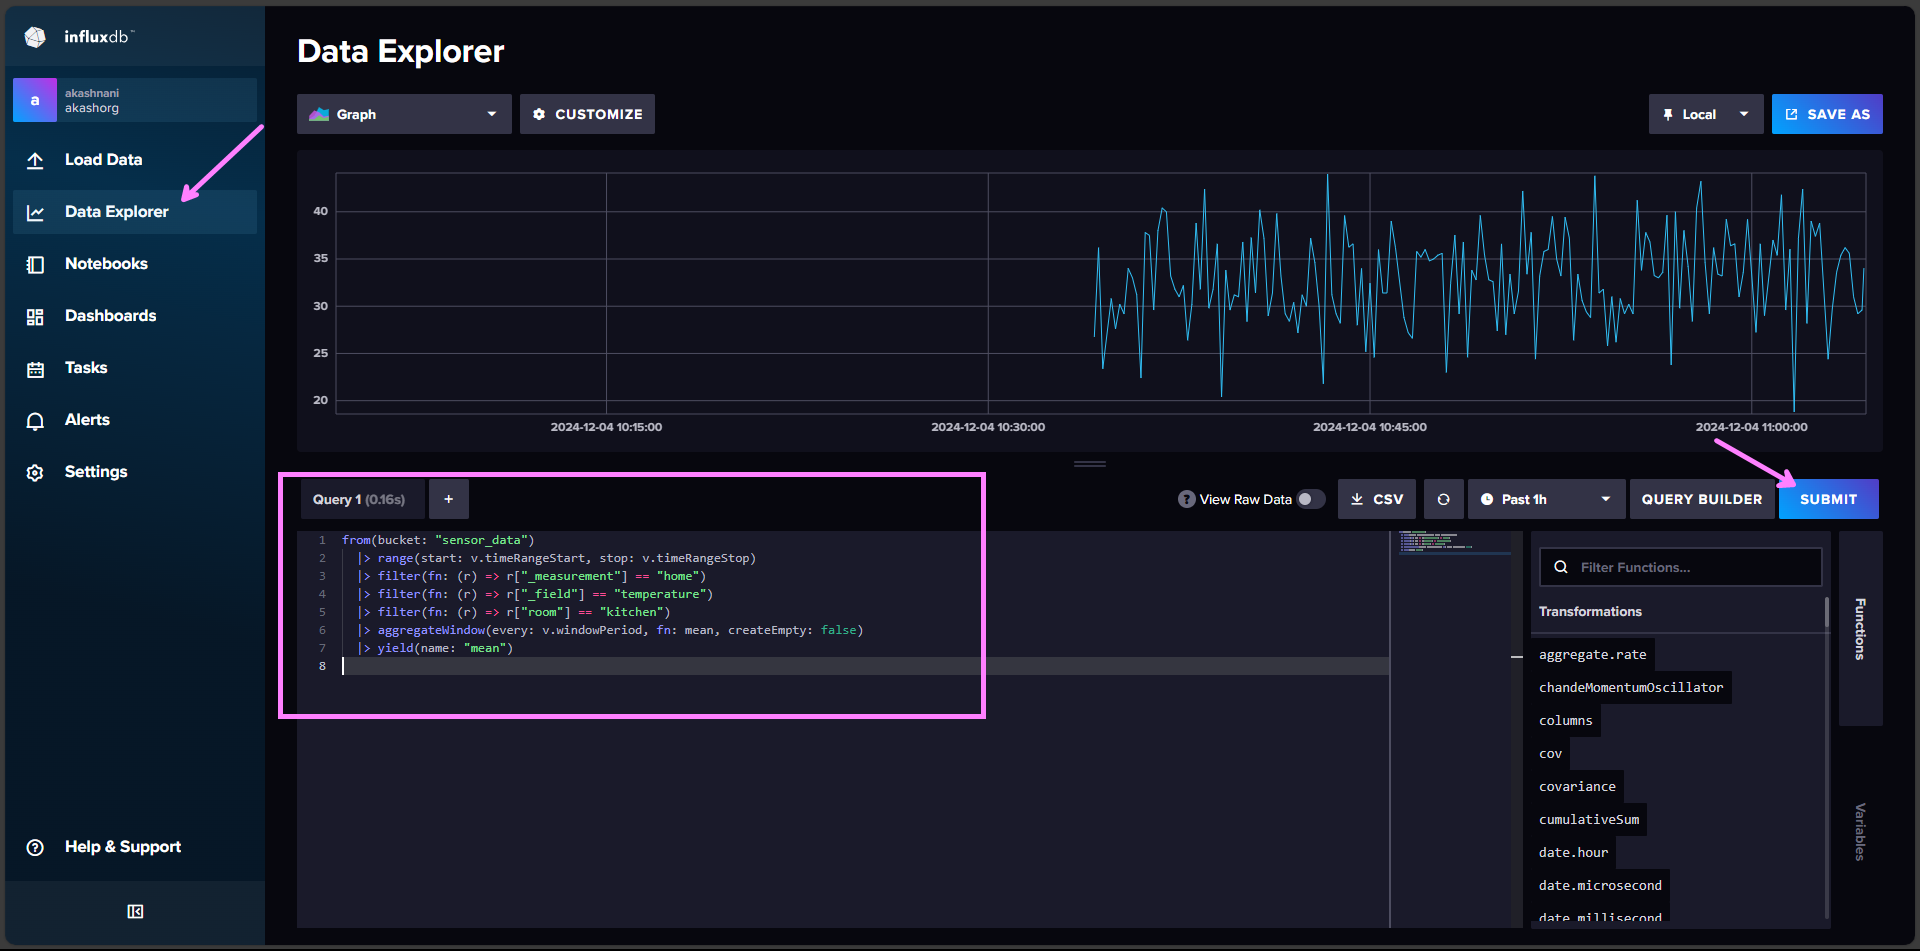 influxdb™
a
akashnani
akashorg
Load Data
Data Explorer
Notebooks
Dashboards
Tasks
Alerts
Settings
Help & Support
Data Explorer
Graph
CUSTOMIZE
Local
SAVE AS
40
35
30
25
20
2024-12-04 10:15:00
2024-12-04 10:30:00
2024-12-04 10:45:00
2024-12-04 11:00:00
Query 1 (0.16s)
+
? View Raw Data
CSV
Past 1h
QUERY BUILDER
SUBMIT
1 from(bucket: "sensor_data")
2 |> range(start: v.timeRangeStart, stop: v.timeRangeStop)
3 |> filter(fn: (r) => r["_measurement"] == "home")
4 |> filter(fn: (r) => r["_field"] == "temperature")
5 |> filter(fn: (r) => r["room"] == "kitchen")
6 |> aggregateWindow(every: v.windowPeriod, fn: mean, createEmpty: false)
7 |> yield(name: "mean")
8
Filter Functions...
Transformations
aggregate.rate
chandeMomentumOscillator
columns
cov
covariance
cumulativeSum
date.hour
date.microsecond
date.millisecond
Functions
Variables